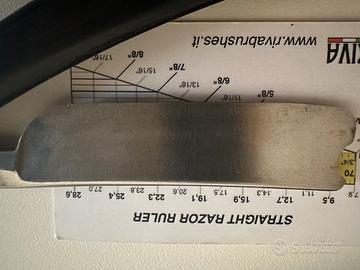 STRAIGHT RAZOR RULER
28,6 27,0 25,4 23,8 22,3 20,6 19,1 17,5 15,9 14,3 12,7 11,1 9,5 7,9
70
3/4"
5/8"
11/16"
6/8"
13/16"
7/8"
15/16"
8/8"
17/16"
RIVA
www.rivabrushes.it
Subito